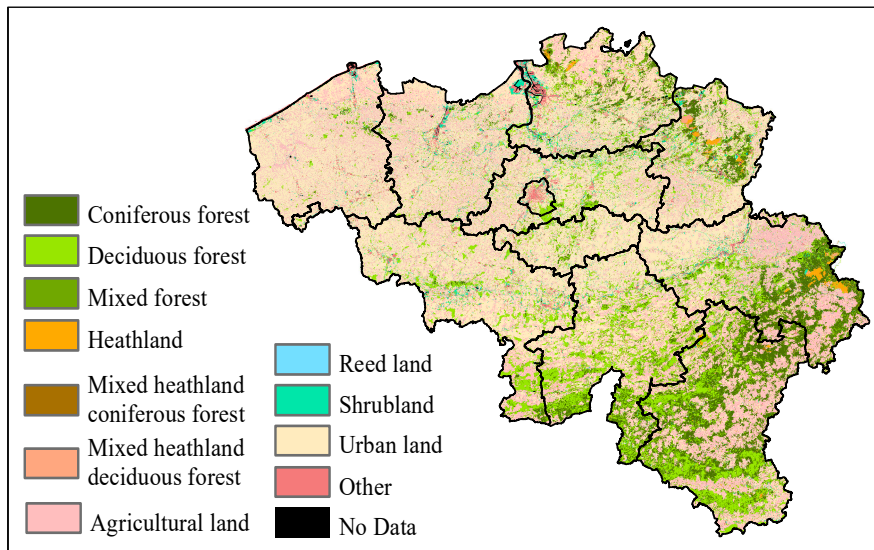 Coniferous forest
Deciduous forest
Mixed forest
Heathland
Mixed heathland
coniferous forest
Mixed heathland
deciduous forest
Agricultural land
Reed land
Shrubland
Urban land
Other
No Data